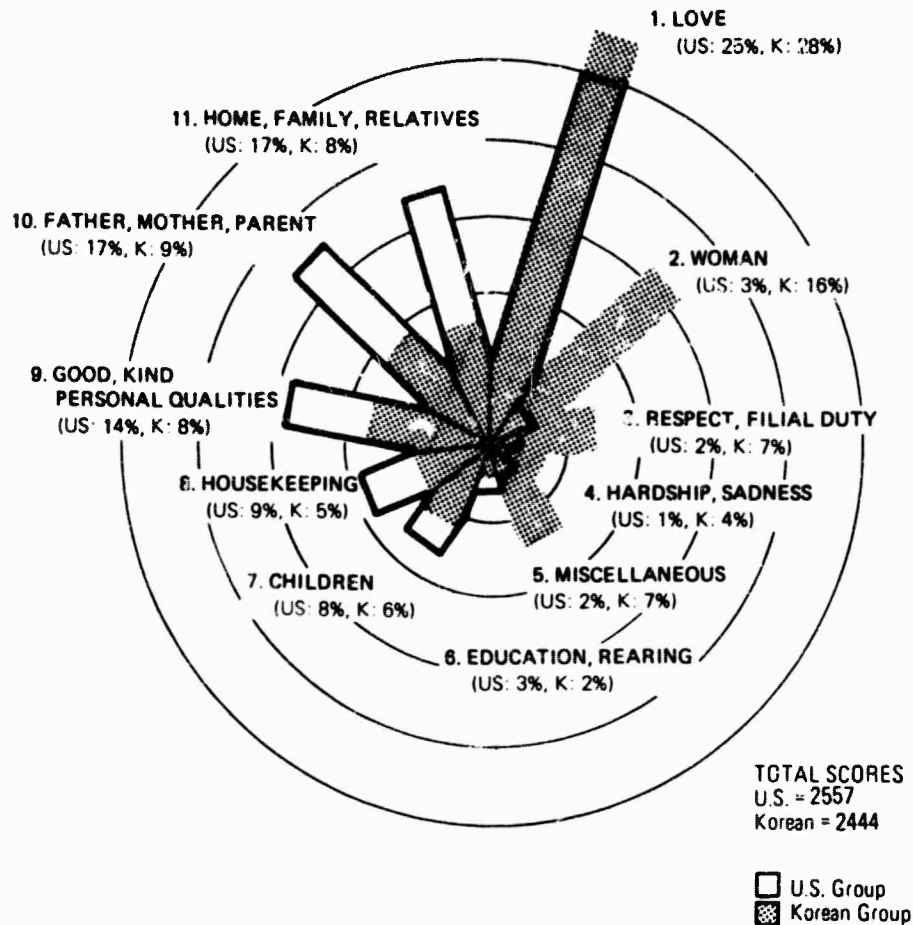 1. LOVE
(US: 25%, K: 28%)
11. HOME, FAMILY, RELATIVES
(US: 17%, K: 8%)
10. FATHER, MOTHER, PARENT
(US: 17%, K: 9%)
2. WOMAN
(US: 3%, K: 16%)
9. GOOD, KIND
PERSONAL QUALITIES
(US: 14%, K: 8%)
3. RESPECT, FILIAL DUTY
(US: 2%, K: 7%)
8. HOUSEKEEPING
(US: 9%, K: 5%)
4. HARDSHIP, SADNESS
(US: 1%, K: 4%)
7. CHILDREN
(US: 8%, K: 6%)
5. MISCELLANEOUS
(US: 2%, K: 7%)
6. EDUCATION, REARING
(US: 3%, K: 2%)
TOTAL SCORES
U.S. = 2557
Korean = 2444
U.S. Group
Korean Group